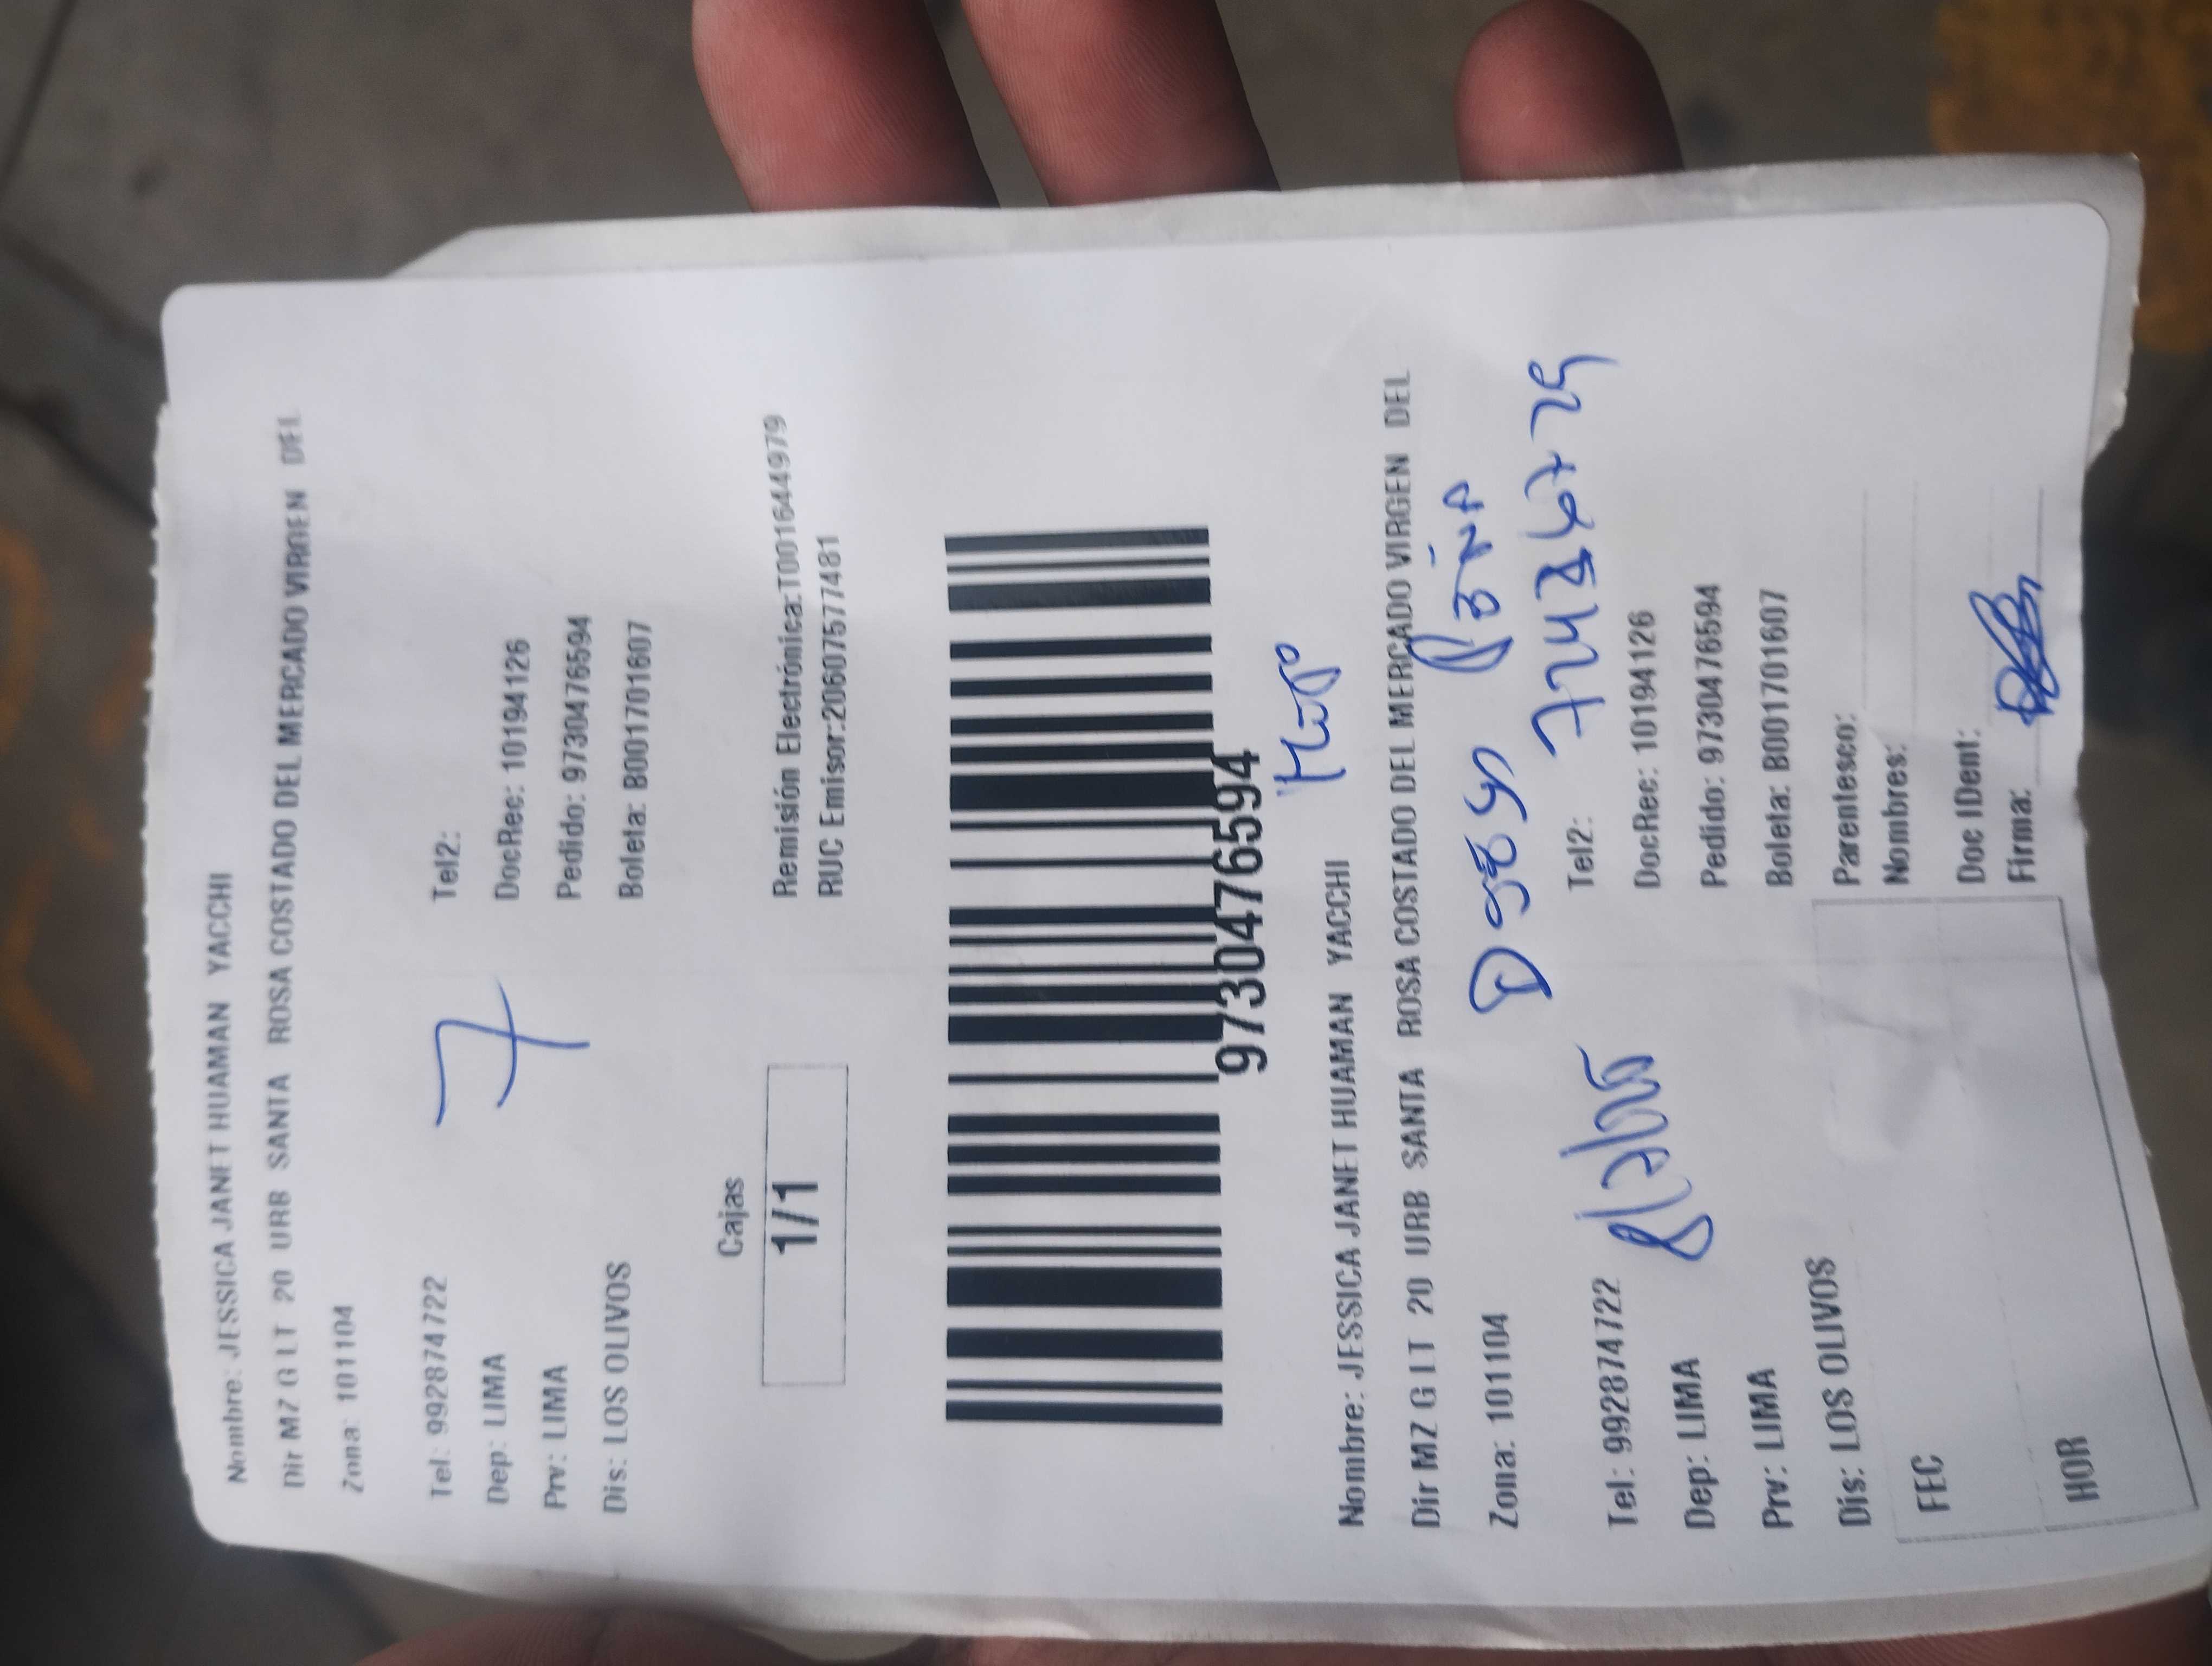 Nombre: JESSICA JANET HUAMAN YACCHI
Dir MZ G LT 20 URB SANTA ROSA COSTADO DEL MERCADO VIRGEN DEL
Zona: 101104
7
Tel: 992874722 Tel2:
Dep: LIMA DocRec: 10194126
Prv: LIMA Pedido: 9730476594
Dis: LOS OLIVOS Boleta: B001701607
Cajas
1/1
Remisión Electrónica:T001644979
RUC Emisor:20607577481
9730476594
Nombre: JESSICA JANET HUAMAN YACCHI
Dir MZ G LT 20 URB SANTA ROSA COSTADO DEL MERCADO VIRGEN DEL
Zona: 101104
Tel: 992874722 Tel2:
Dep: LIMA DocRec: 10194126
Prv: LIMA Pedido: 9730476594
Dis: LOS OLIVOS Boleta: B001701607
FEC
HOR
Parentesco:
Nombres:
Doc IDent:
Firma: